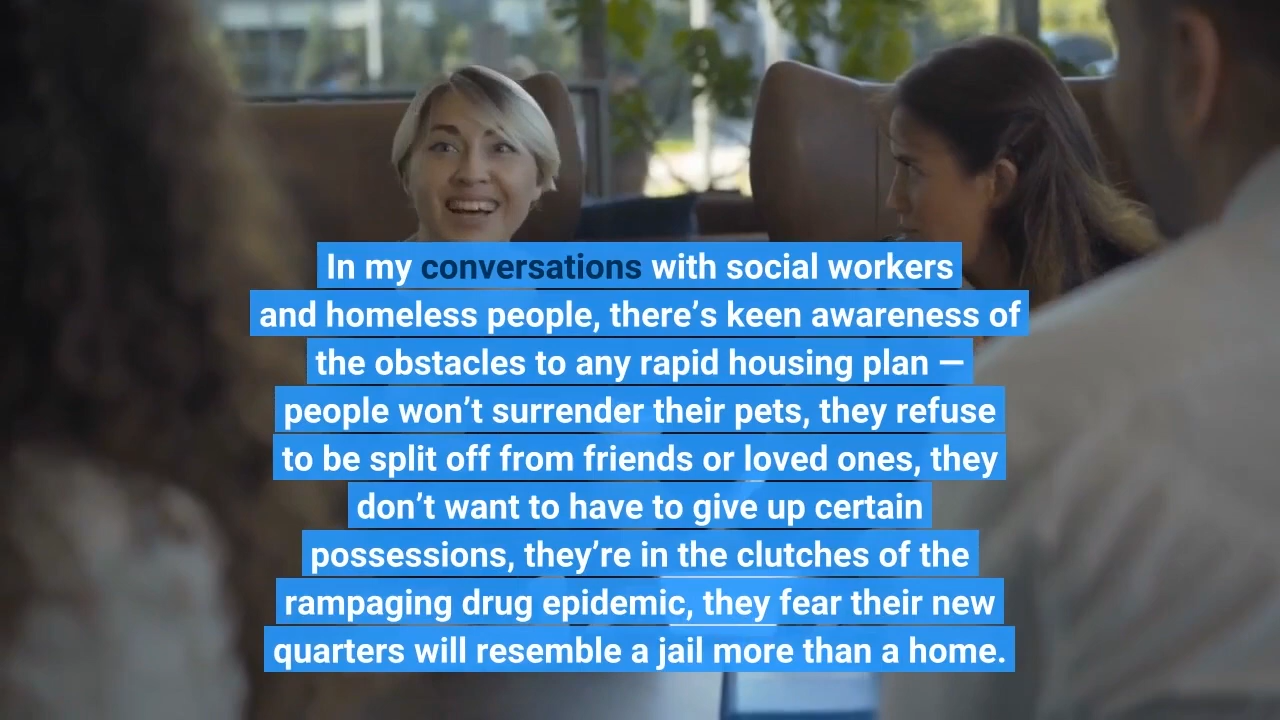 In my conversations with social workers
and homeless people, there’s keen awareness of
the obstacles to any rapid housing plan —
people won’t surrender their pets, they refuse
to be split off from friends or loved ones, they
don’t want to have to give up certain
possessions, they’re in the clutches of the
rampaging drug epidemic, they fear their new
quarters will resemble a jail more than a home.